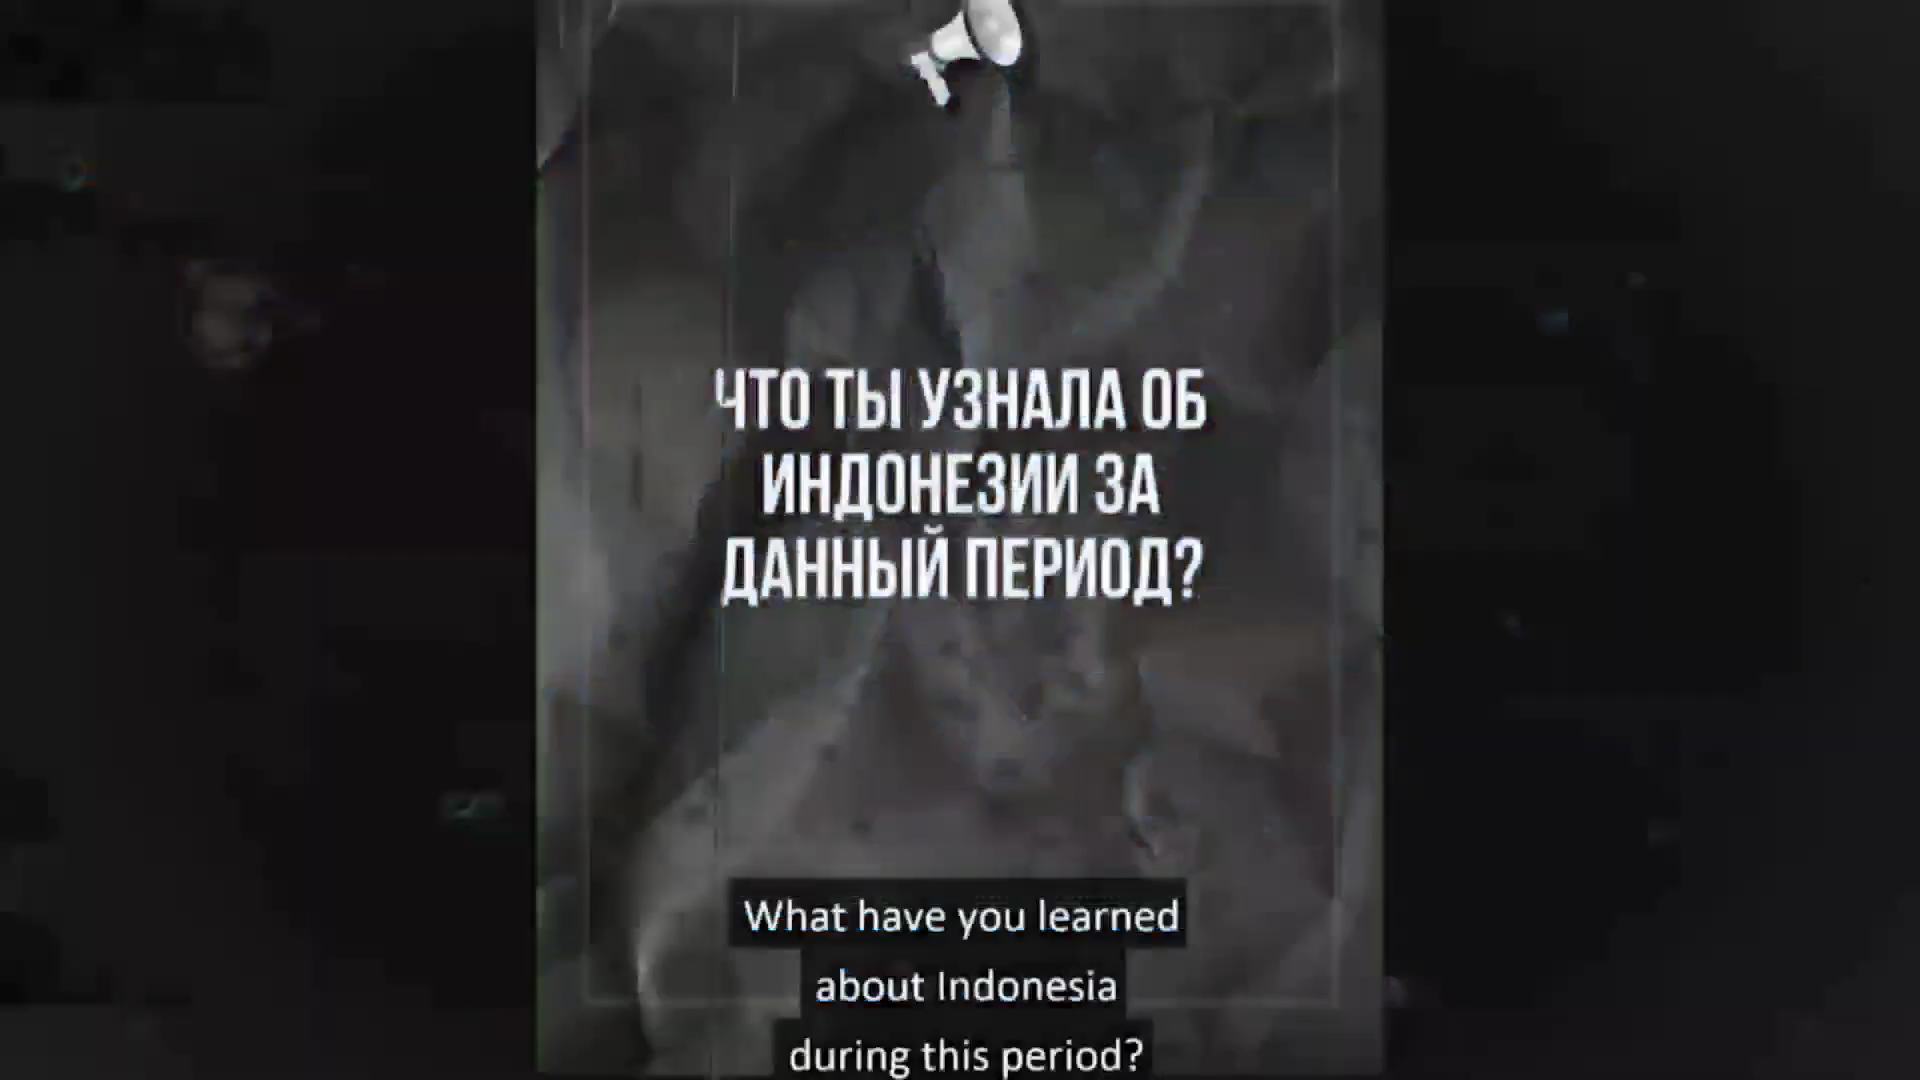 ЧТО ТЫ УЗНАЛА ОБ
ИНДОНЕЗИИ ЗА
ДАННЫЙ ПЕРИОД?
What have you learned
about Indonesia
during this period?